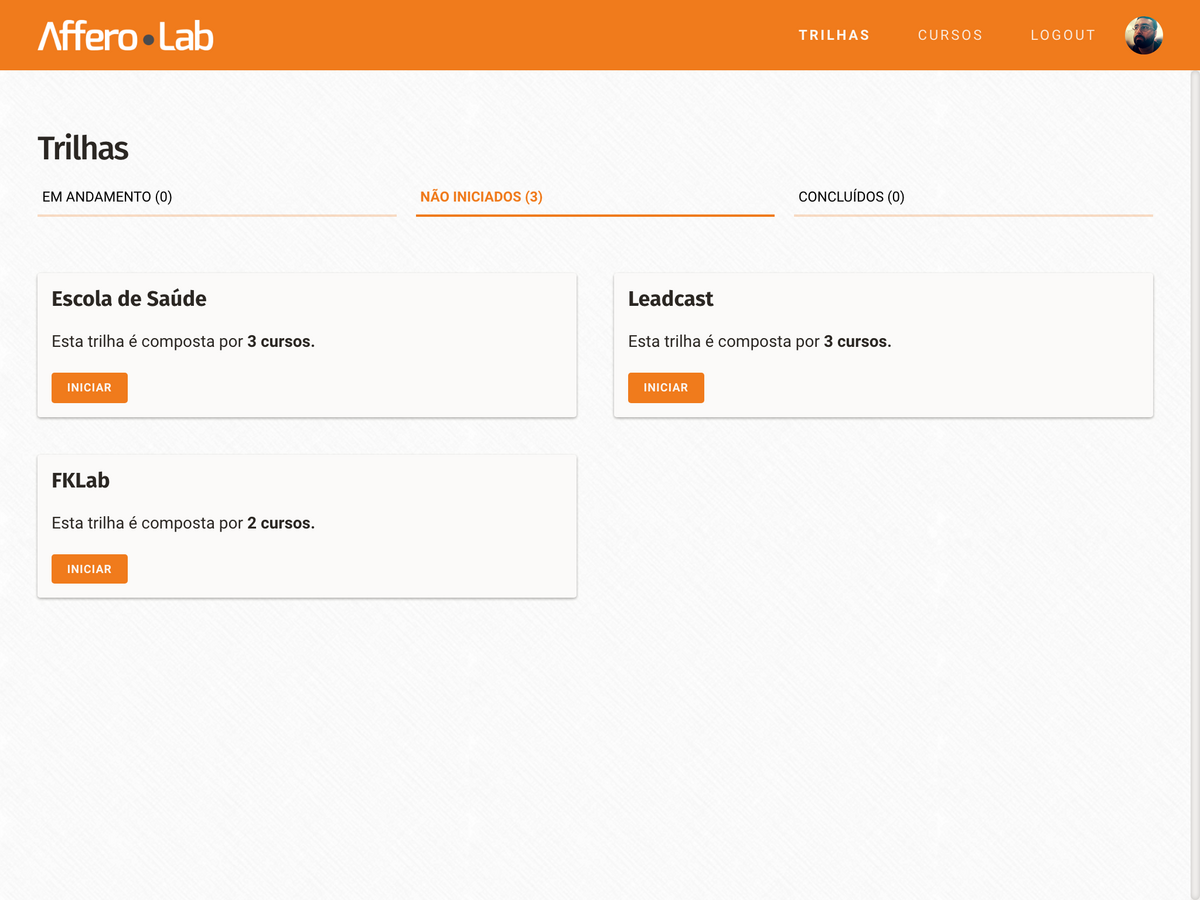 Affero Lab
TRILHAS
CURSOS
LOGOUT
Trilhas
EM ANDAMENTO (0)
NÃO INICIADOS (3)
CONCLUÍDOS (0)
Escola de Saúde
Esta trilha é composta por 3 cursos.
INICIAR
Leadcast
Esta trilha é composta por 3 cursos.
INICIAR
FKLab
Esta trilha é composta por 2 cursos.
INICIAR